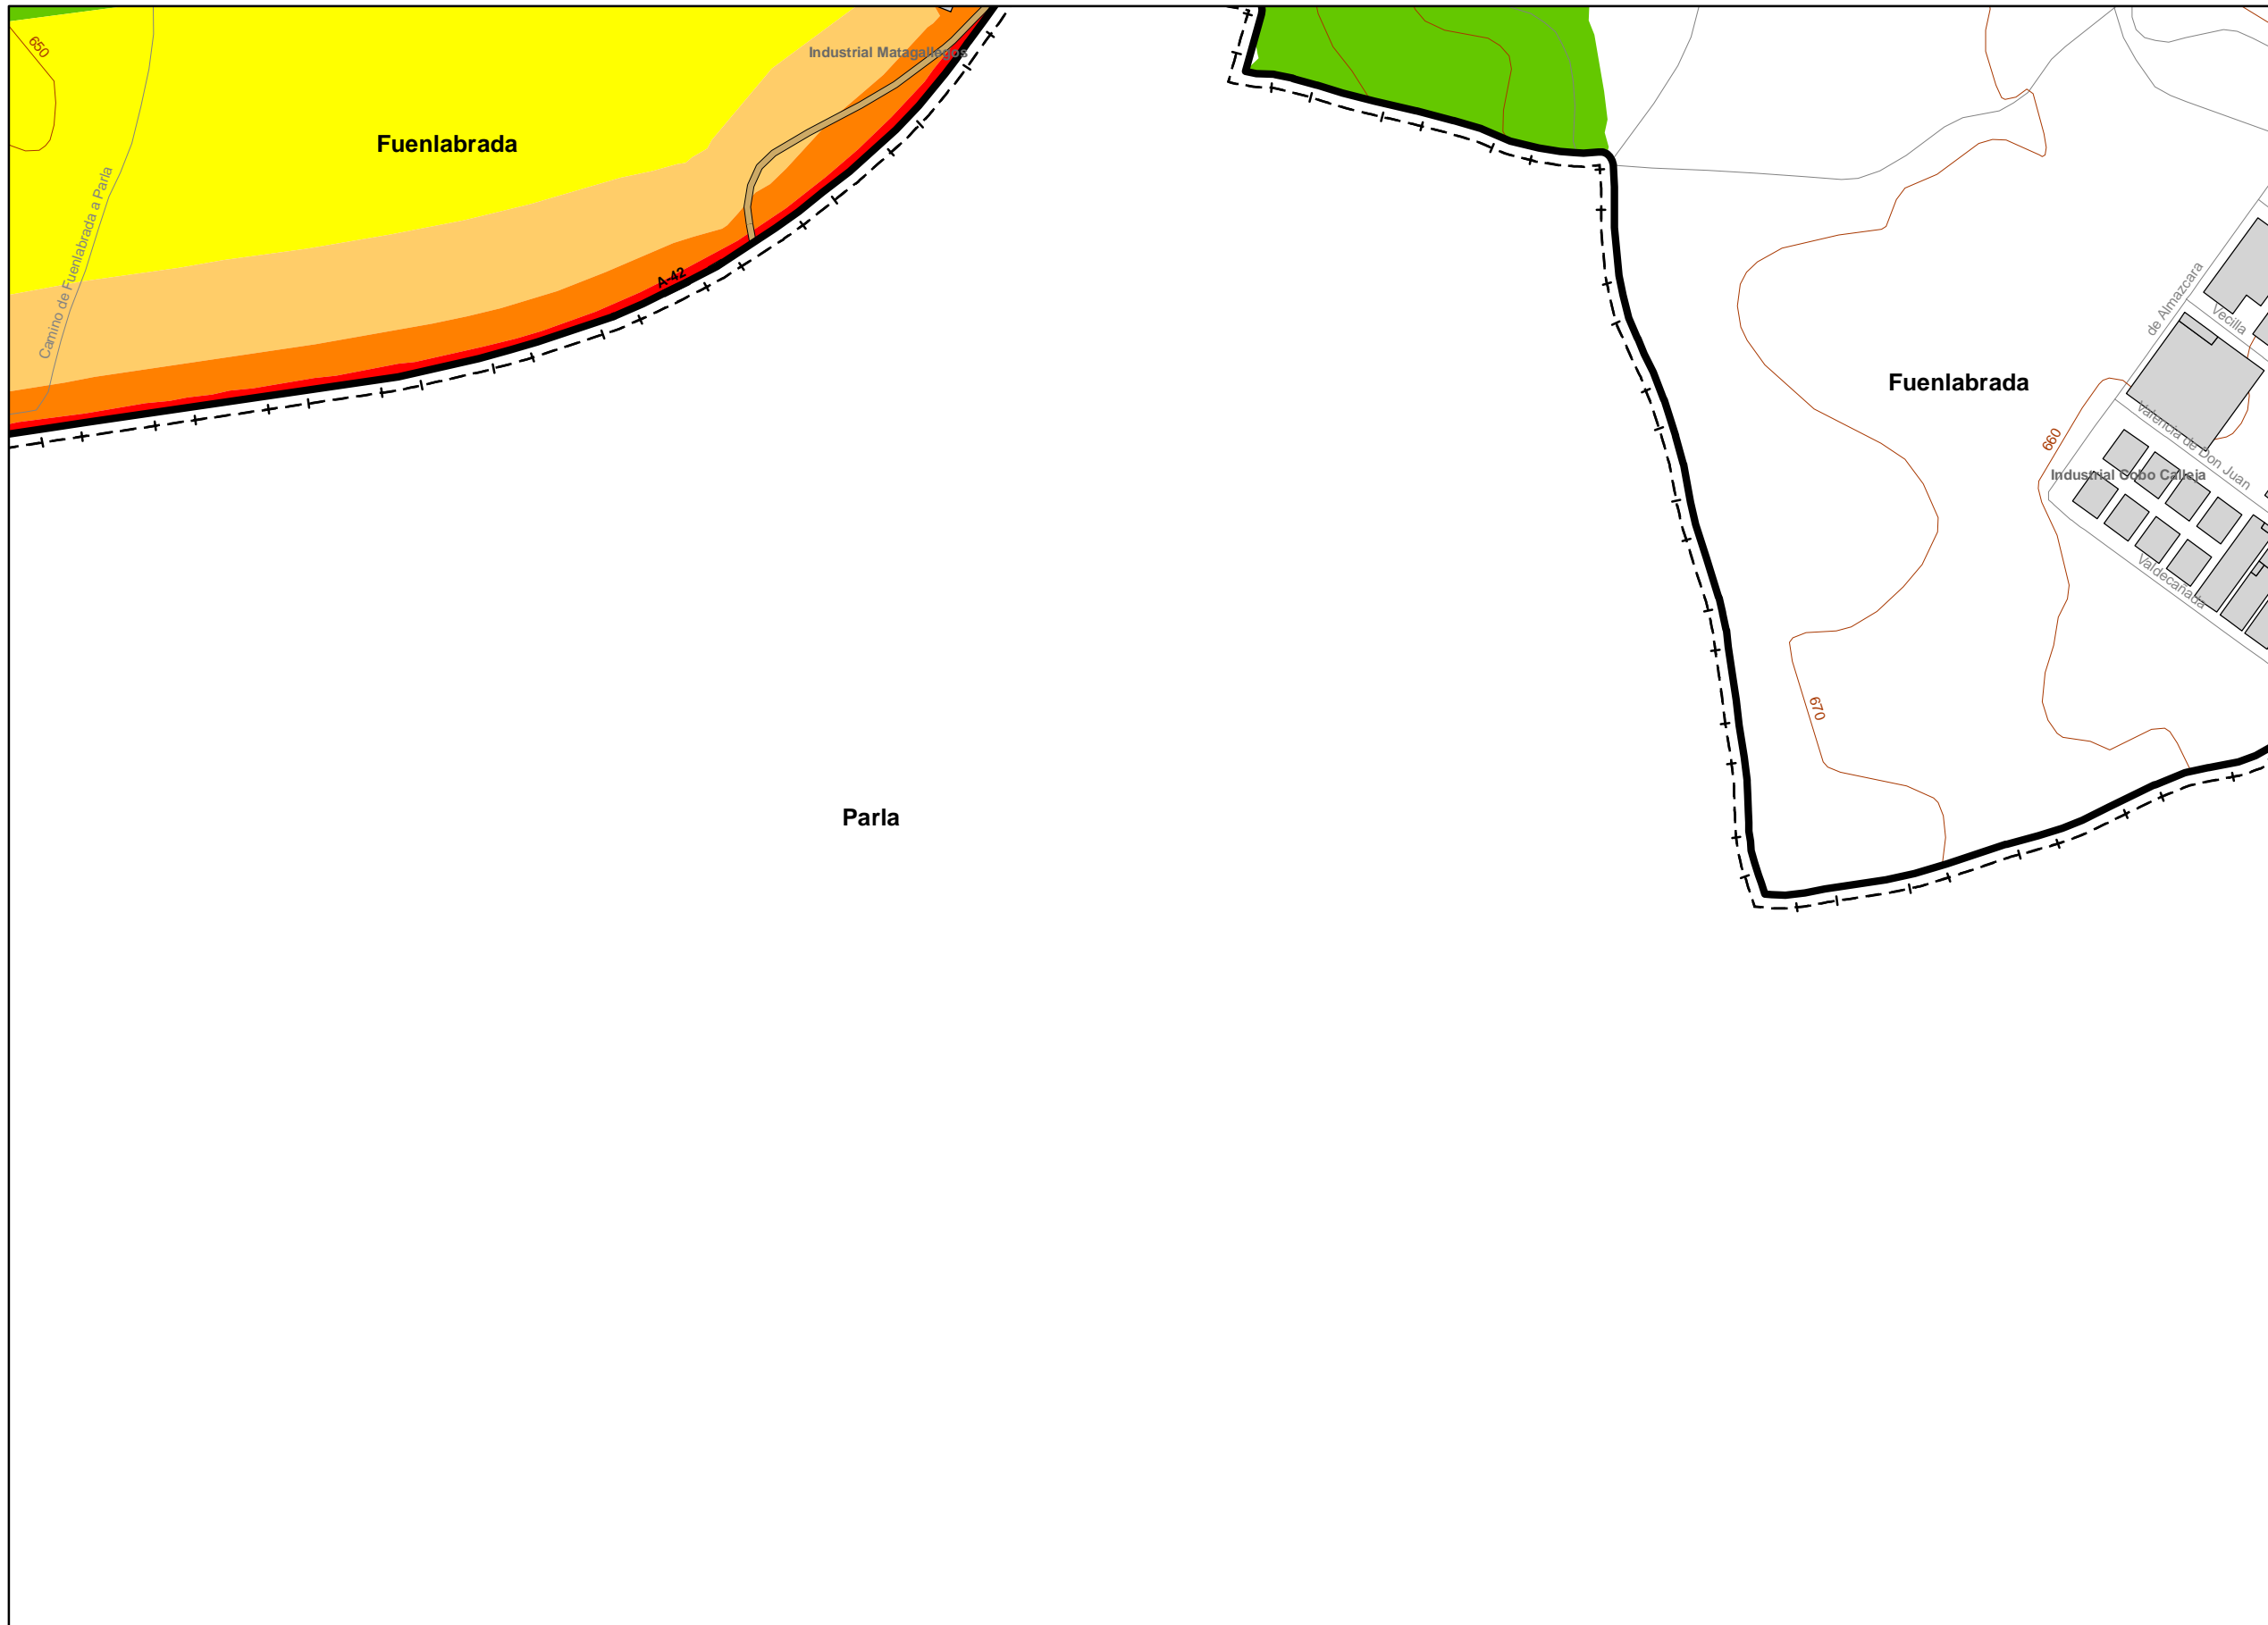 650
Industrial Matagallegos
Fuenlabrada
Camino de Fuenlabrada a Parla
A-42
de Almazcara
Vecilla
Fuenlabrada
Valencia de Don Juan
660
Industrial Cobo Calleja
Valdecañada
670
Parla